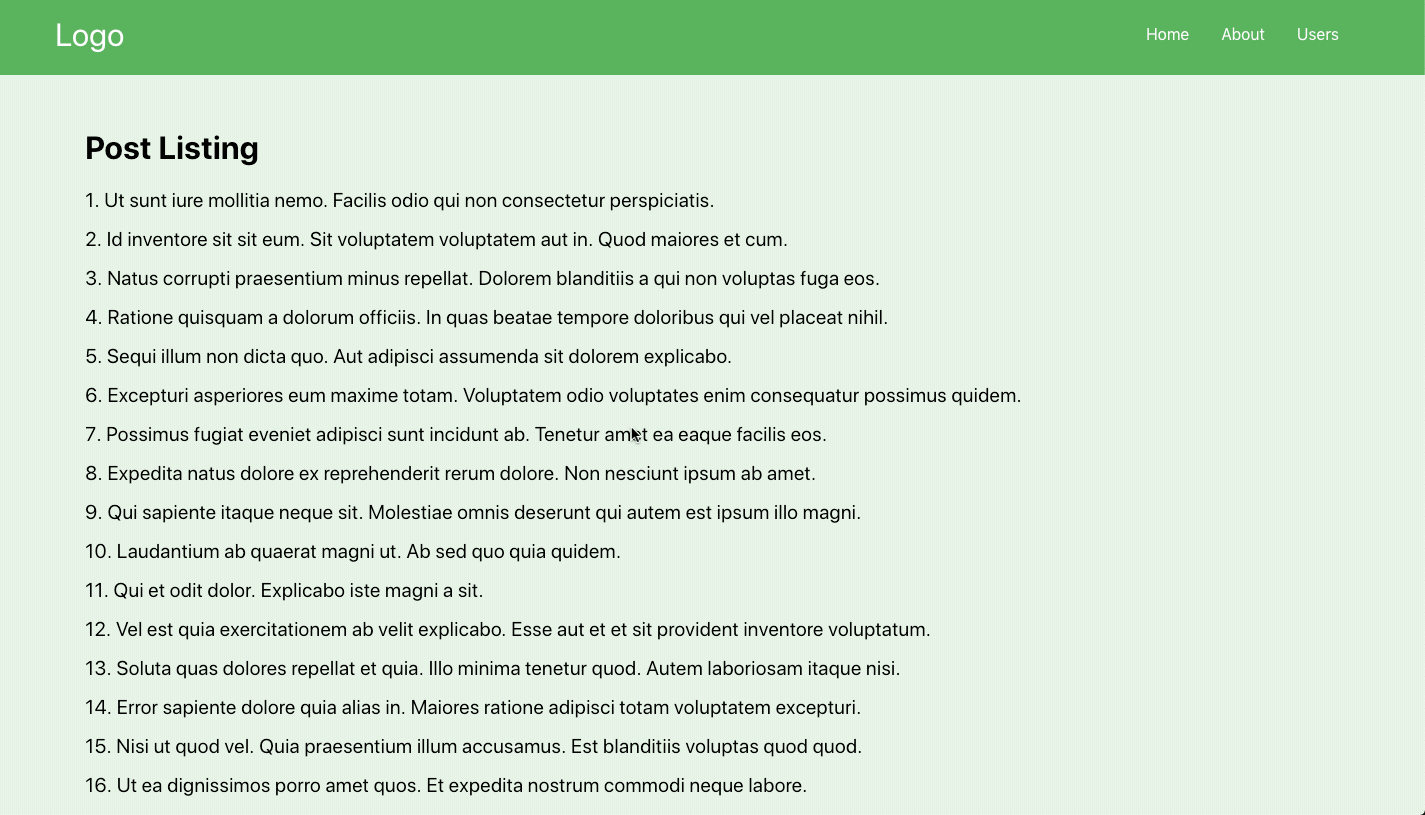 Logo
Home About Users
Post Listing
1. Ut sunt iure mollitia nemo. Facilis odio qui non consectetur perspiciatis.
2. Id inventore sit sit eum. Sit voluptatem voluptatem aut in. Quod maiores et cum.
3. Natus corrupti praesentium minus repellat. Dolorem blanditiis a qui non voluptas fuga eos.
4. Ratione quisquam a dolorum officiis. In quas beatae tempore doloribus qui vel placeat nihil.
5. Sequi illum non dicta quo. Aut adipisci assumenda sit dolorem explicabo.
6. Excepturi asperiores eum maxime totam. Voluptatem odio voluptates enim consequatur possimus quidem.
7. Possimus fugiat eveniet adipisci sunt incidunt ab. Tenetur amet ea eaque facilis eos.
8. Expedita natus dolore ex reprehenderit rerum dolore. Non nesciunt ipsum ab amet.
9. Qui sapiente itaque neque sit. Molestiae omnis deserunt qui autem est ipsum illo magni.
10. Laudantium ab quaerat magni ut. Ab sed quo quia quidem.
11. Qui et odit dolor. Explicabo iste magni a sit.
12. Vel est quia exercitationem ab velit explicabo. Esse aut et et sit provident inventore voluptatum.
13. Soluta quas dolores repellat et quia. Illo minima tenetur quod. Autem laboriosam itaque nisi.
14. Error sapiente dolore quia alias in. Maiores ratione adipisci totam voluptatem excepturi.
15. Nisi ut quod vel. Quia praesentium illum accusamus. Est blanditiis voluptas quod quod.
16. Ut ea dignissimos porro amet quos. Et expedita nostrum commodi neque labore.